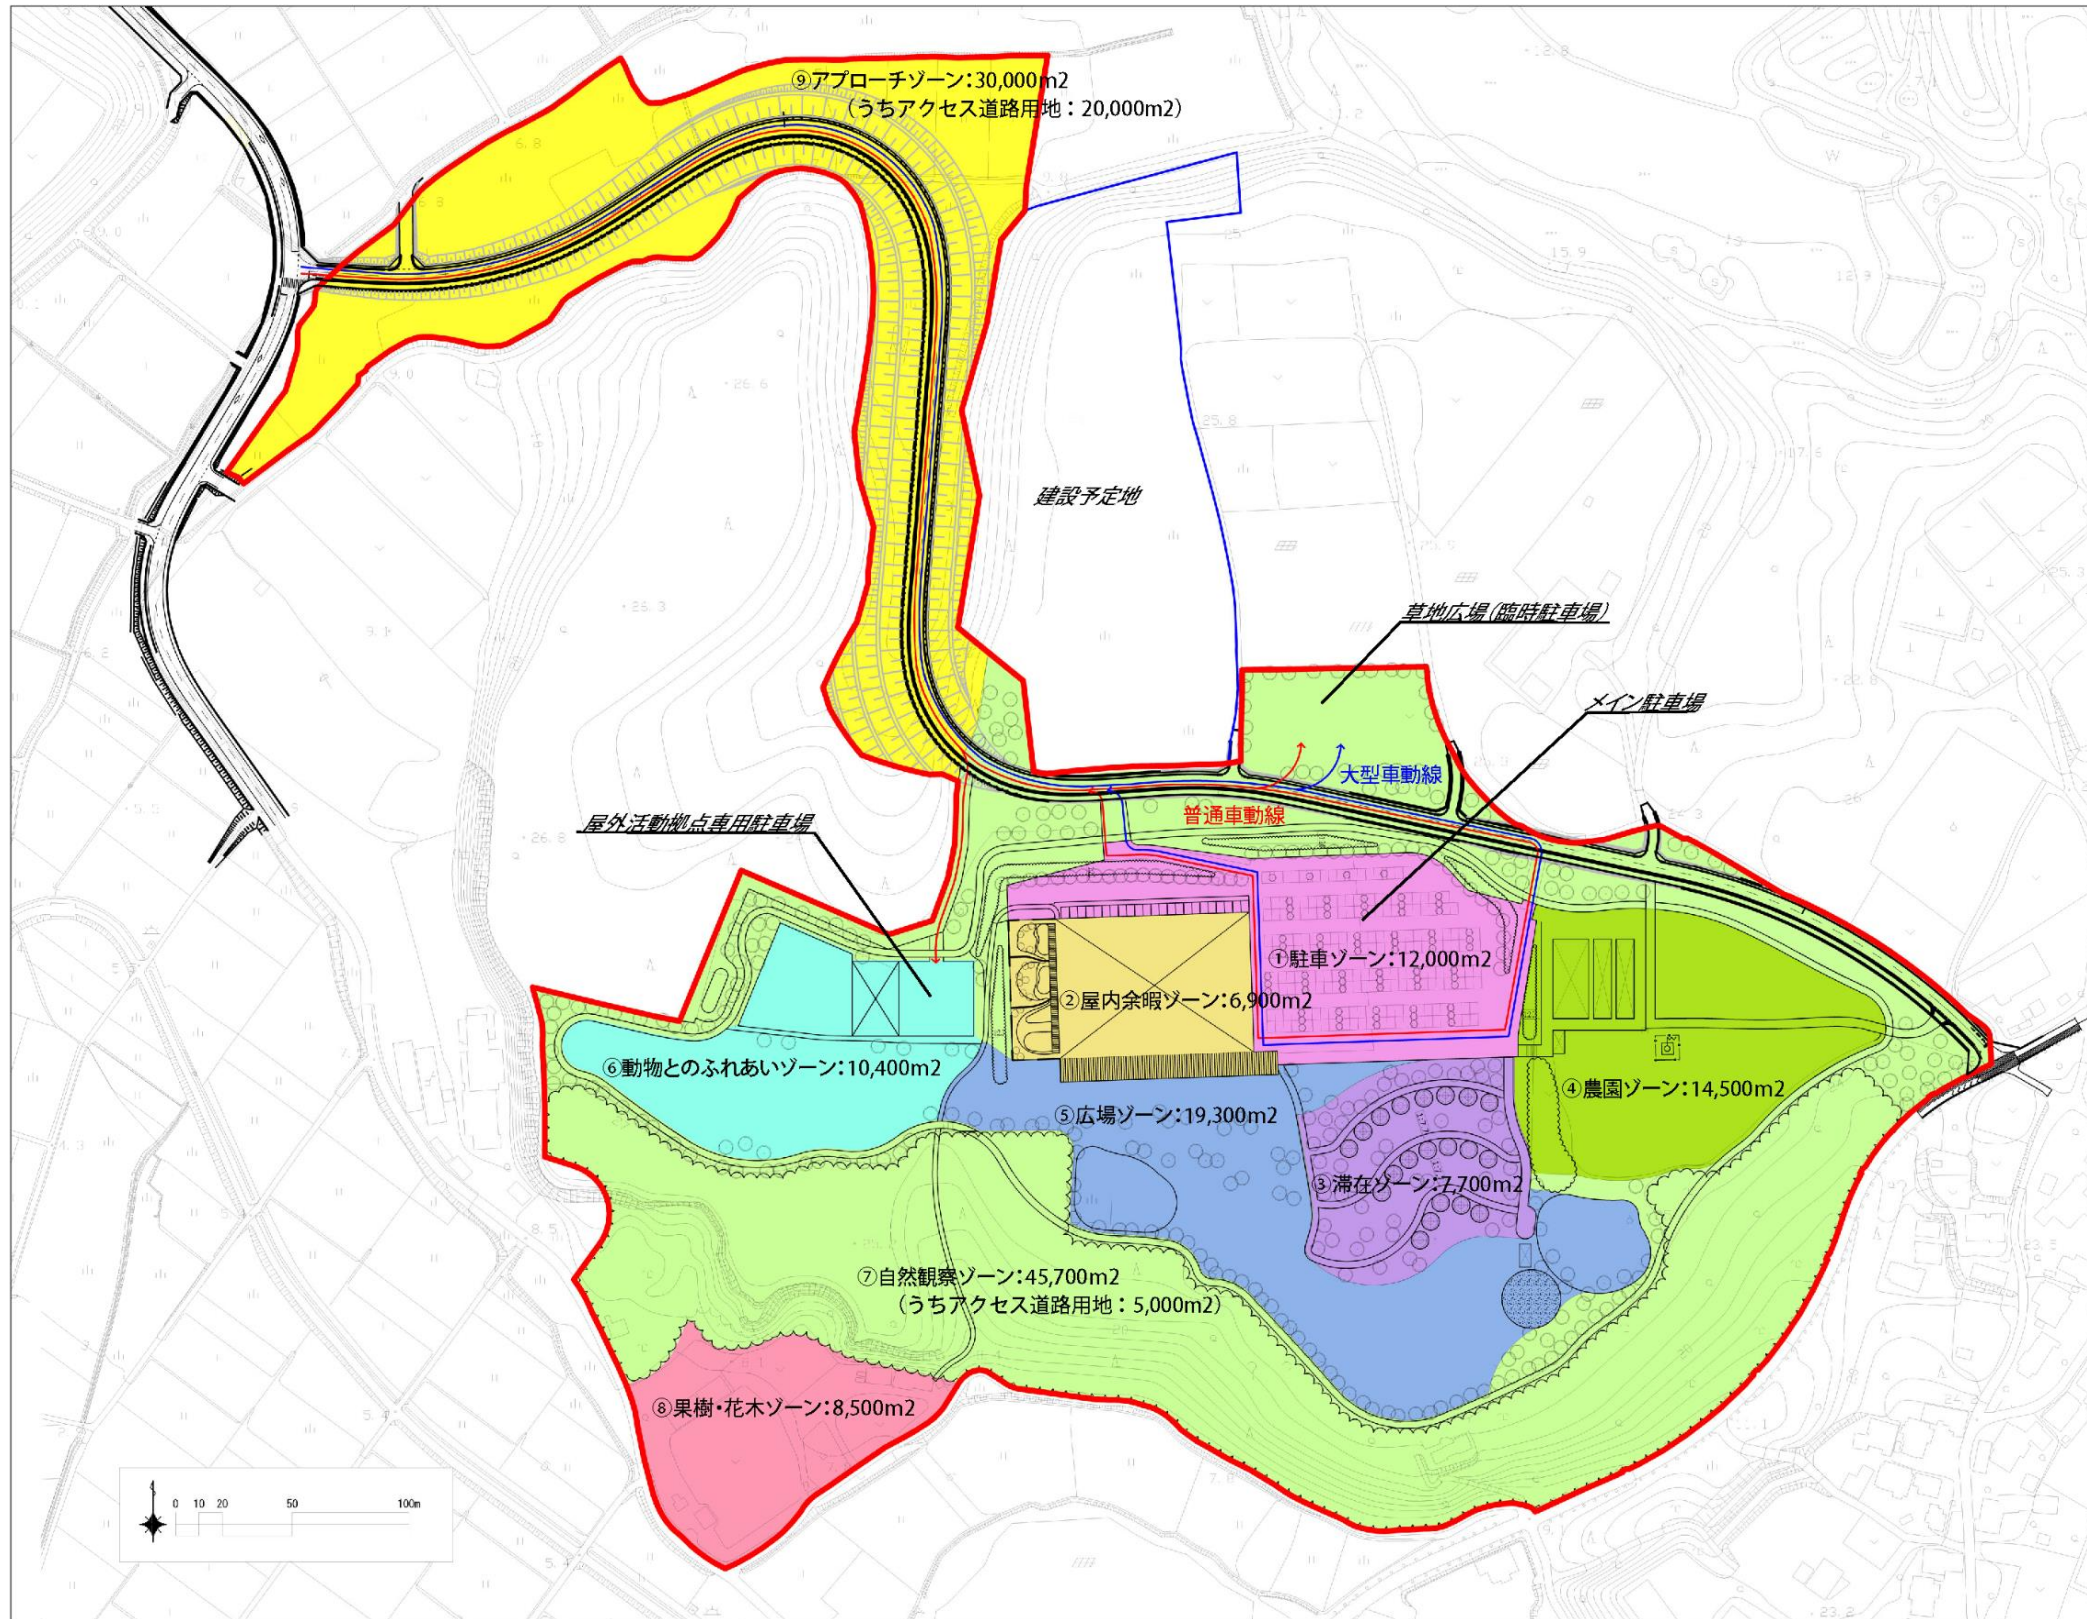 ⑨アプローチゾーン：30,000m2
（うちアクセス道路用地：20,000m2）
建設予定地
草地広場（臨時駐車場）
メイン駐車場
大型車動線
普通車動線
屋外活動拠点専用駐車場
①駐車ゾーン：12,000m2
②屋内余暇ゾーン：6,900m2
⑥動物とのふれあいゾーン：10,400m2
④農園ゾーン：14,500m2
⑤広場ゾーン：19,300m2
③滞在ゾーン：7,700m2
⑦自然観察ゾーン：45,700m2
（うちアクセス道路用地：5,000m2）
⑧果樹・花木ゾーン：8,500m2
0 10 20 50 100m